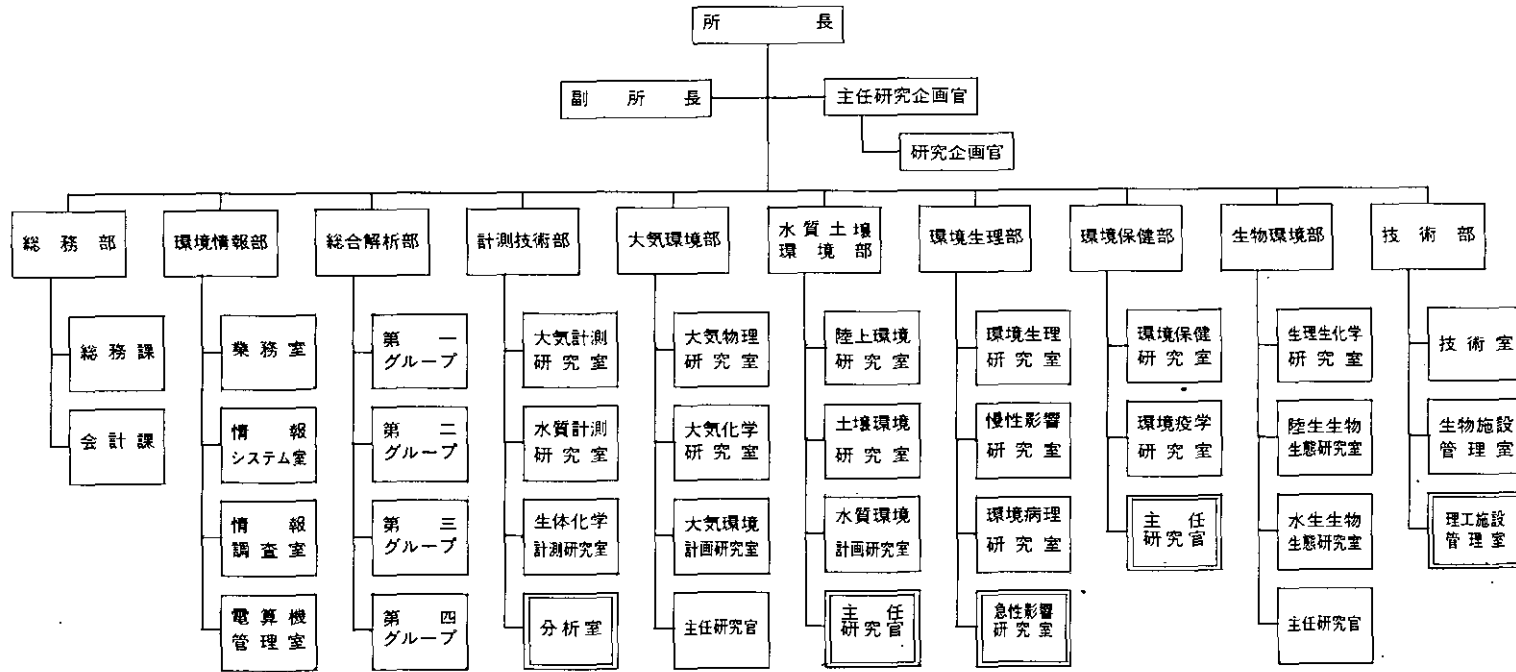 所長
副所長
主任研究企画官
研究企画官
総務部
環境情報部
総合解析部
計測技術部
大気環境部
水質土壌
環境部
環境生理部
環境保健部
生物環境部
技術部
総務課
会計課
業務室
情報
システム室
情報
調査室
電算機
管理室
第一
グループ
第二
グループ
第三
グループ
第四
グループ
大気計測
研究室
水質計測
研究室
生体化学
計測研究室
分析室
大気物理
研究室
大気化学
研究室
大気環境
計画研究室
主任研究官
陸上環境
研究室
土壌環境
研究室
水質環境
計画研究室
主任
研究官
環境生理
研究室
慢性影響
研究室
環境病理
研究室
急性影響
研究室
環境保健
研究室
環境疫学
研究室
主任
研究官
生理生化学
研究室
陸生生物
生態研究室
水生生物
生態研究室
主任研究官
技術室
生物施設
管理室
理工施設
管理室